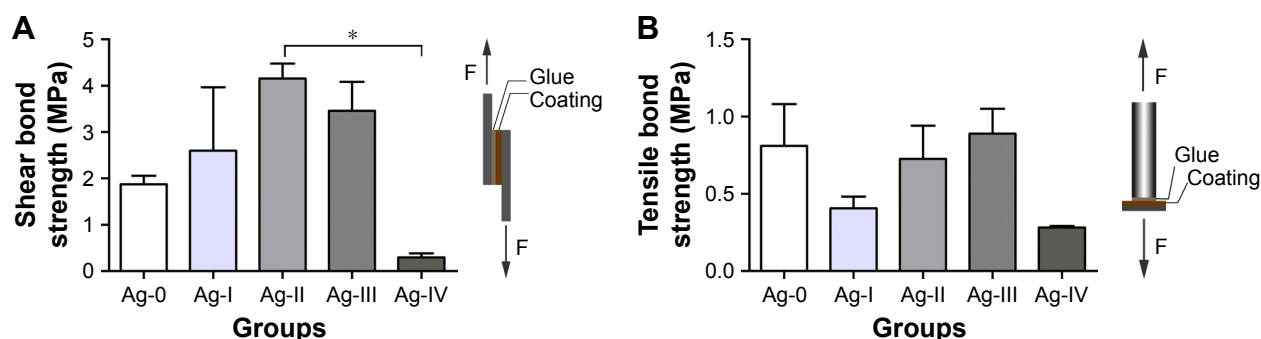 A
Shear bond
strength (MPa)
5
4
3
2
1
0
*
Ag-0 Ag-I Ag-II Ag-III Ag-IV
Groups
F
Glue
Coating
F
B
Tensile bond
strength (MPa)
1.5
1.0
0.5
0.0
Ag-0 Ag-I Ag-II Ag-III Ag-IV
Groups
F
Glue
Coating
F